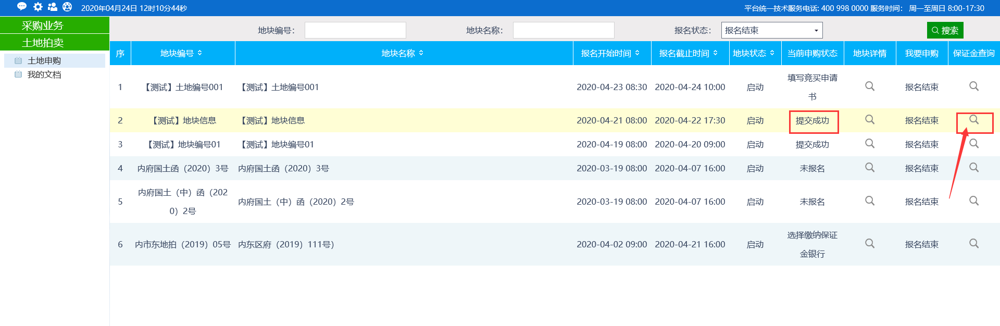 2020年04月24日 12时10分44秒
平台统一技术服务电话: 400 998 0000 服务时间： 周一至周日 8:00-17:30
采购业务
土地拍卖
土地申购
我的文档
地块编号：
地块名称：
报名状态：
报名结束
搜索
序 地块编号 地块名称 报名开始时间 报名截止时间 地块状态 当前申购状态 地块详情 我要申购 保证金查询
1 【测试】土地编号001 【测试】土地编号001 2020-04-23 08:30 2020-04-24 10:00 启动 填写竞买申请
书 报名结束
2 【测试】地块信息 【测试】地块信息 2020-04-21 08:00 2020-04-22 17:30 启动 提交成功 报名结束
3 【测试】地块编号01 【测试】地块编号01 2020-04-19 08:00 2020-04-20 09:00 启动 提交成功 报名结束
4 内府国土函（2020）3号 内府国土函（2020）3号 2020-03-19 08:00 2020-04-07 16:00 启动 未报名 报名结束
5 内府国土（中）函（202
0）2号 内府国土（中）函（2020）2号 2020-03-19 08:00 2020-04-07 16:00 启动 未报名 报名结束
6 内市东地拍（2019）05号 内东区府（2019）111号） 2020-04-02 09:00 2020-04-21 16:00 启动 选择缴纳保证
金银行 报名结束